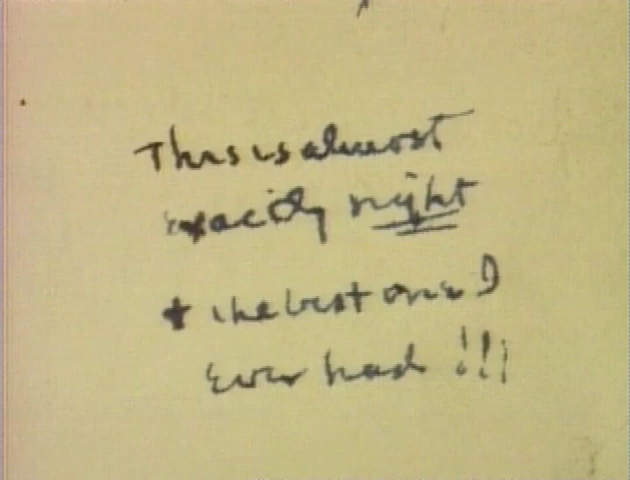 This is almost
exactly right
+ the best one I
ever had !!!